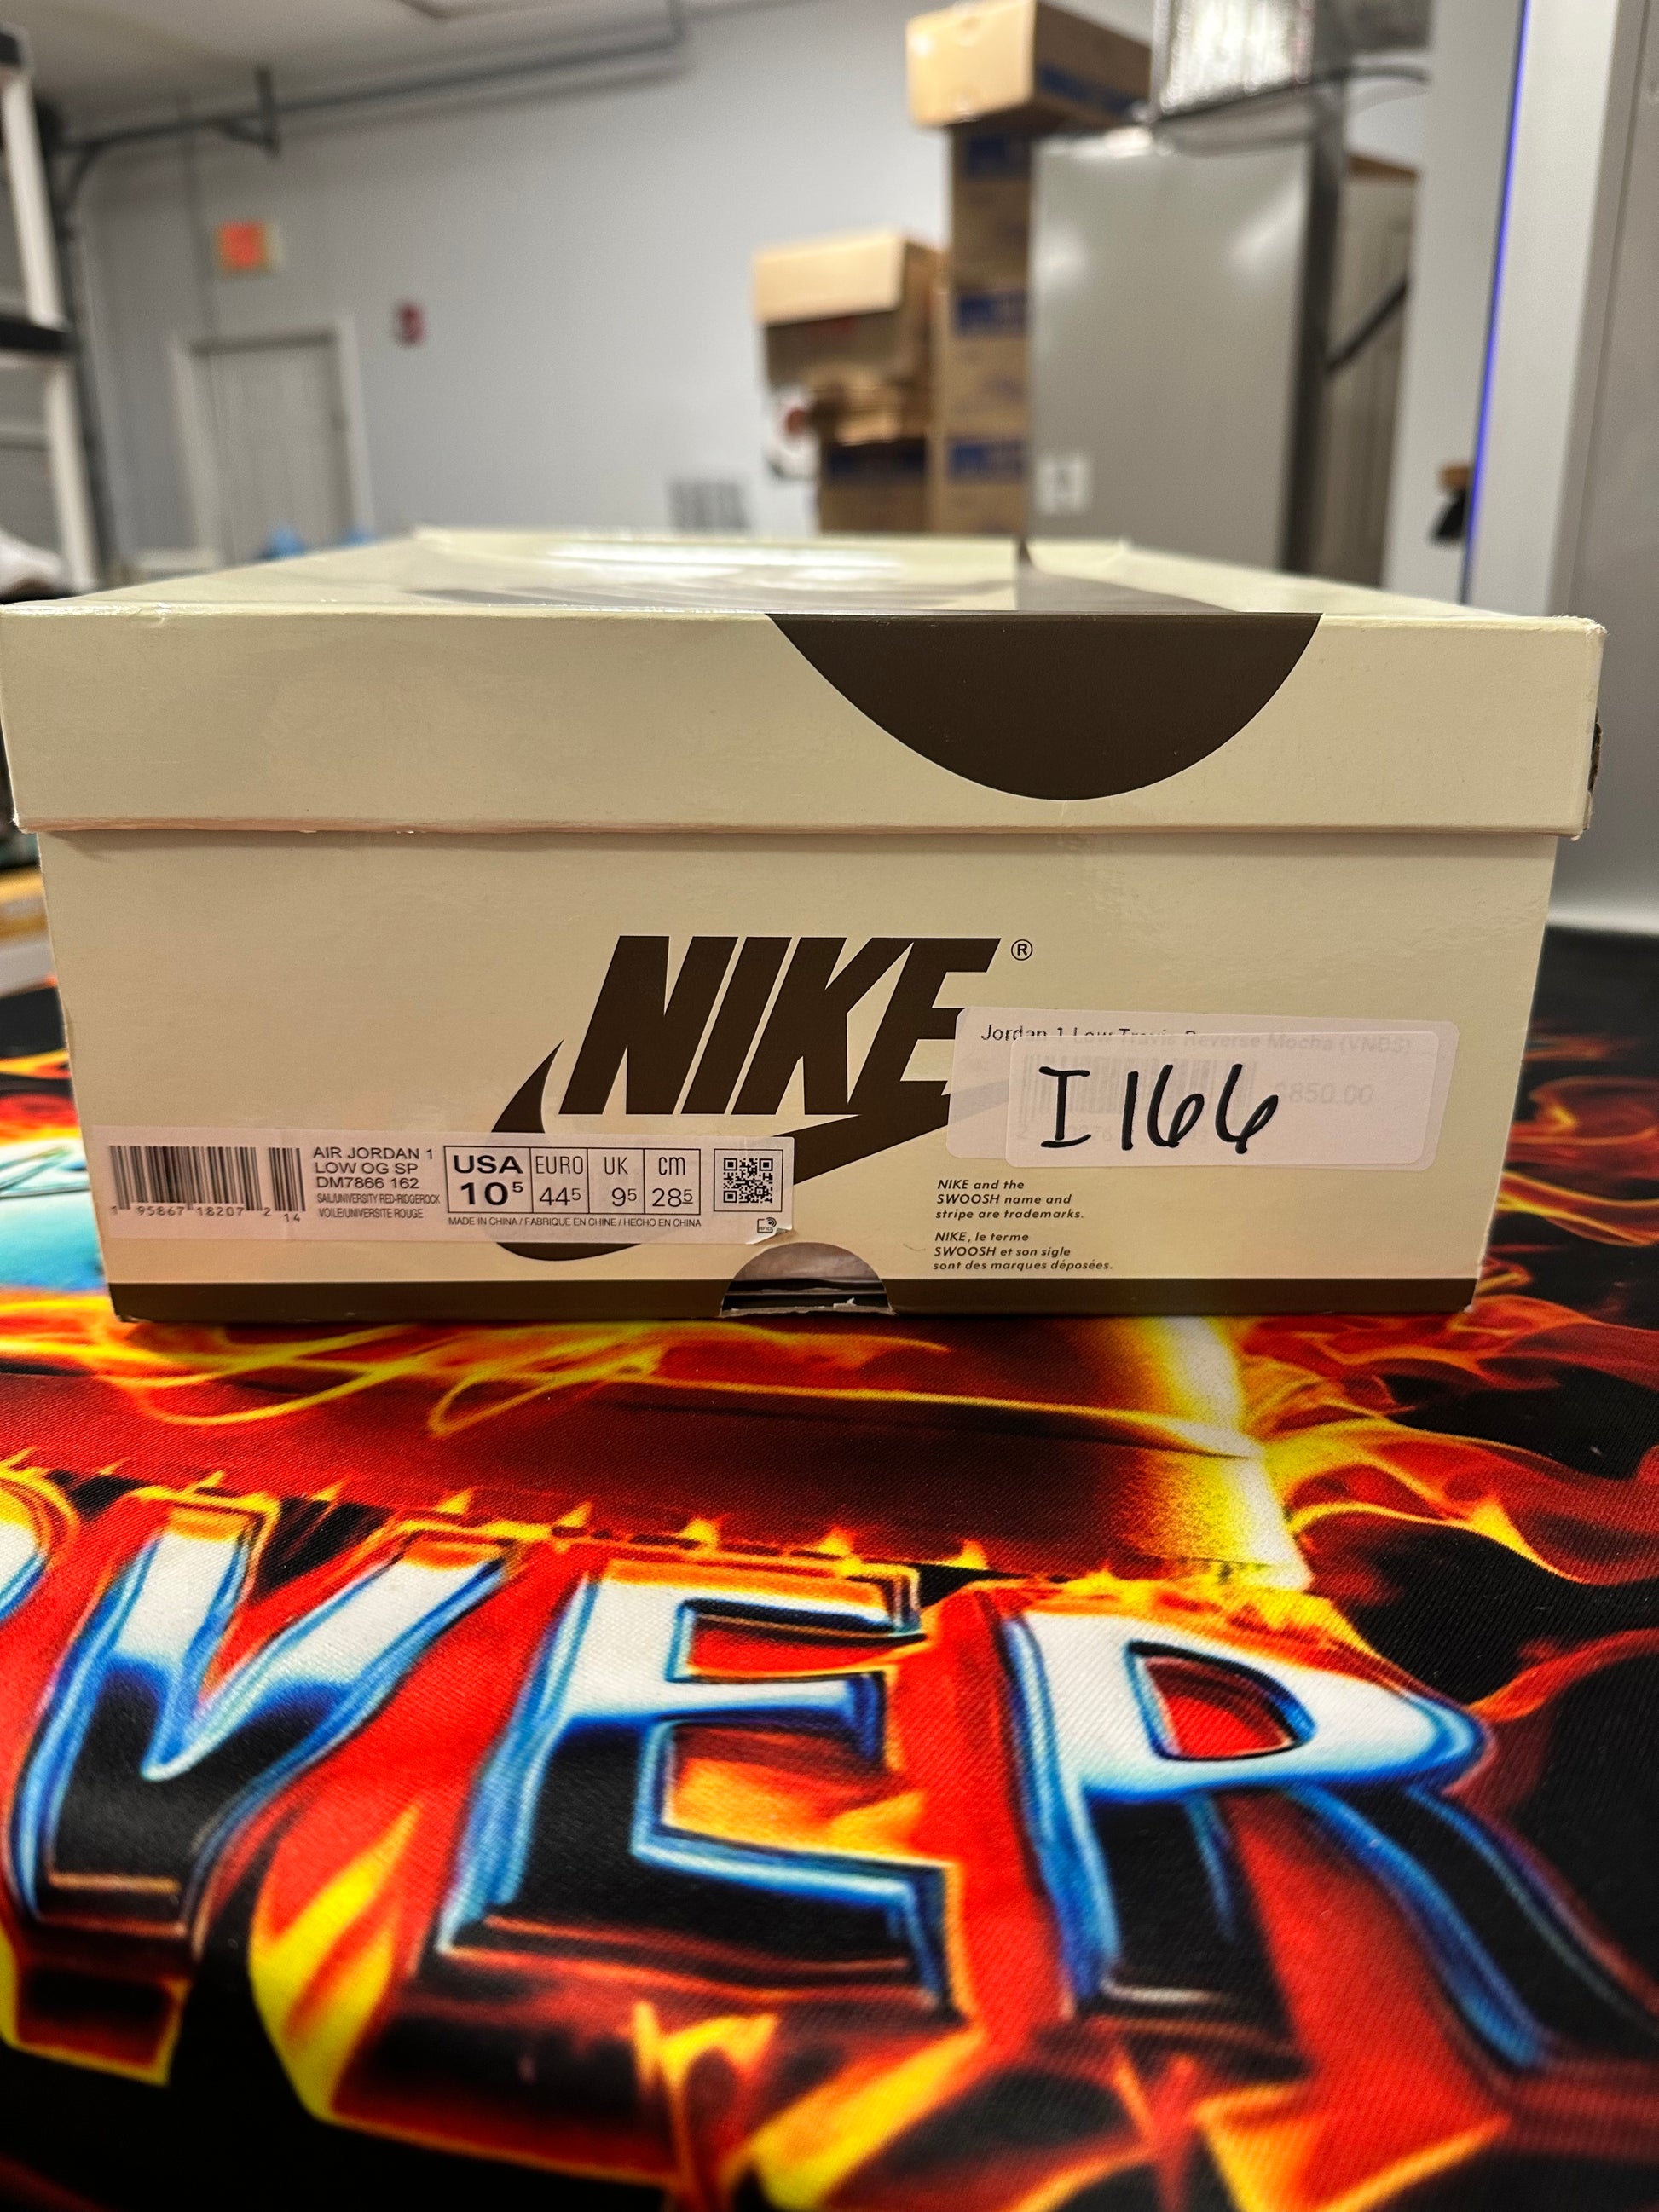 NIKE®
Jordan 1 Low Travis Reverse Mocha (VNDS)
$850.00
I166
AIR JORDAN 1
LOW OG SP
DM7866 162
SAIL/UNIVERSITY RED-RIDGEROCK
VOILE/UNIVERSITE ROUGE
1 95867 18207 2 14
USA EURO UK cm
10⁵ 44⁵ 9⁵ 28⁵
MADE IN CHINA / FABRIQUE EN CHINE / HECHO EN CHINA
NIKE and the
SWOOSH name and
stripe are trademarks.
NIKE, le terme
SWOOSH et son sigle
sont des marques déposées.
VER